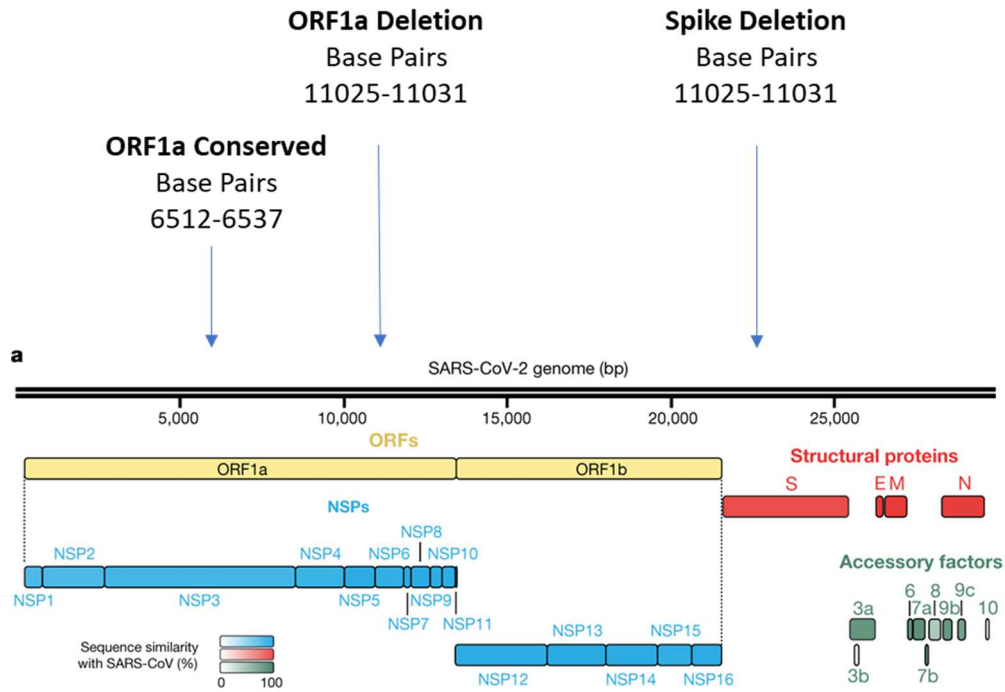 ORF1a Deletion
Base Pairs
11025-11031
Spike Deletion
Base Pairs
11025-11031
ORF1a Conserved
Base Pairs
6512-6537
a
SARS-CoV-2 genome (bp)
5,000 10,000 15,000 20,000 25,000
ORFs
ORF1a ORF1b
Structural proteins
S E M N
NSPs
NSP8
NSP2 NSP4 NSP6 NSP10
NSP1 NSP3 NSP5 NSP9
NSP7 NSP11
NSP13 NSP15
NSP12 NSP14 NSP16
Accessory factors
9c
6 8
3a 7a 9b 10
3b 7b
Sequence similarity
with SARS-CoV (%)
0 100